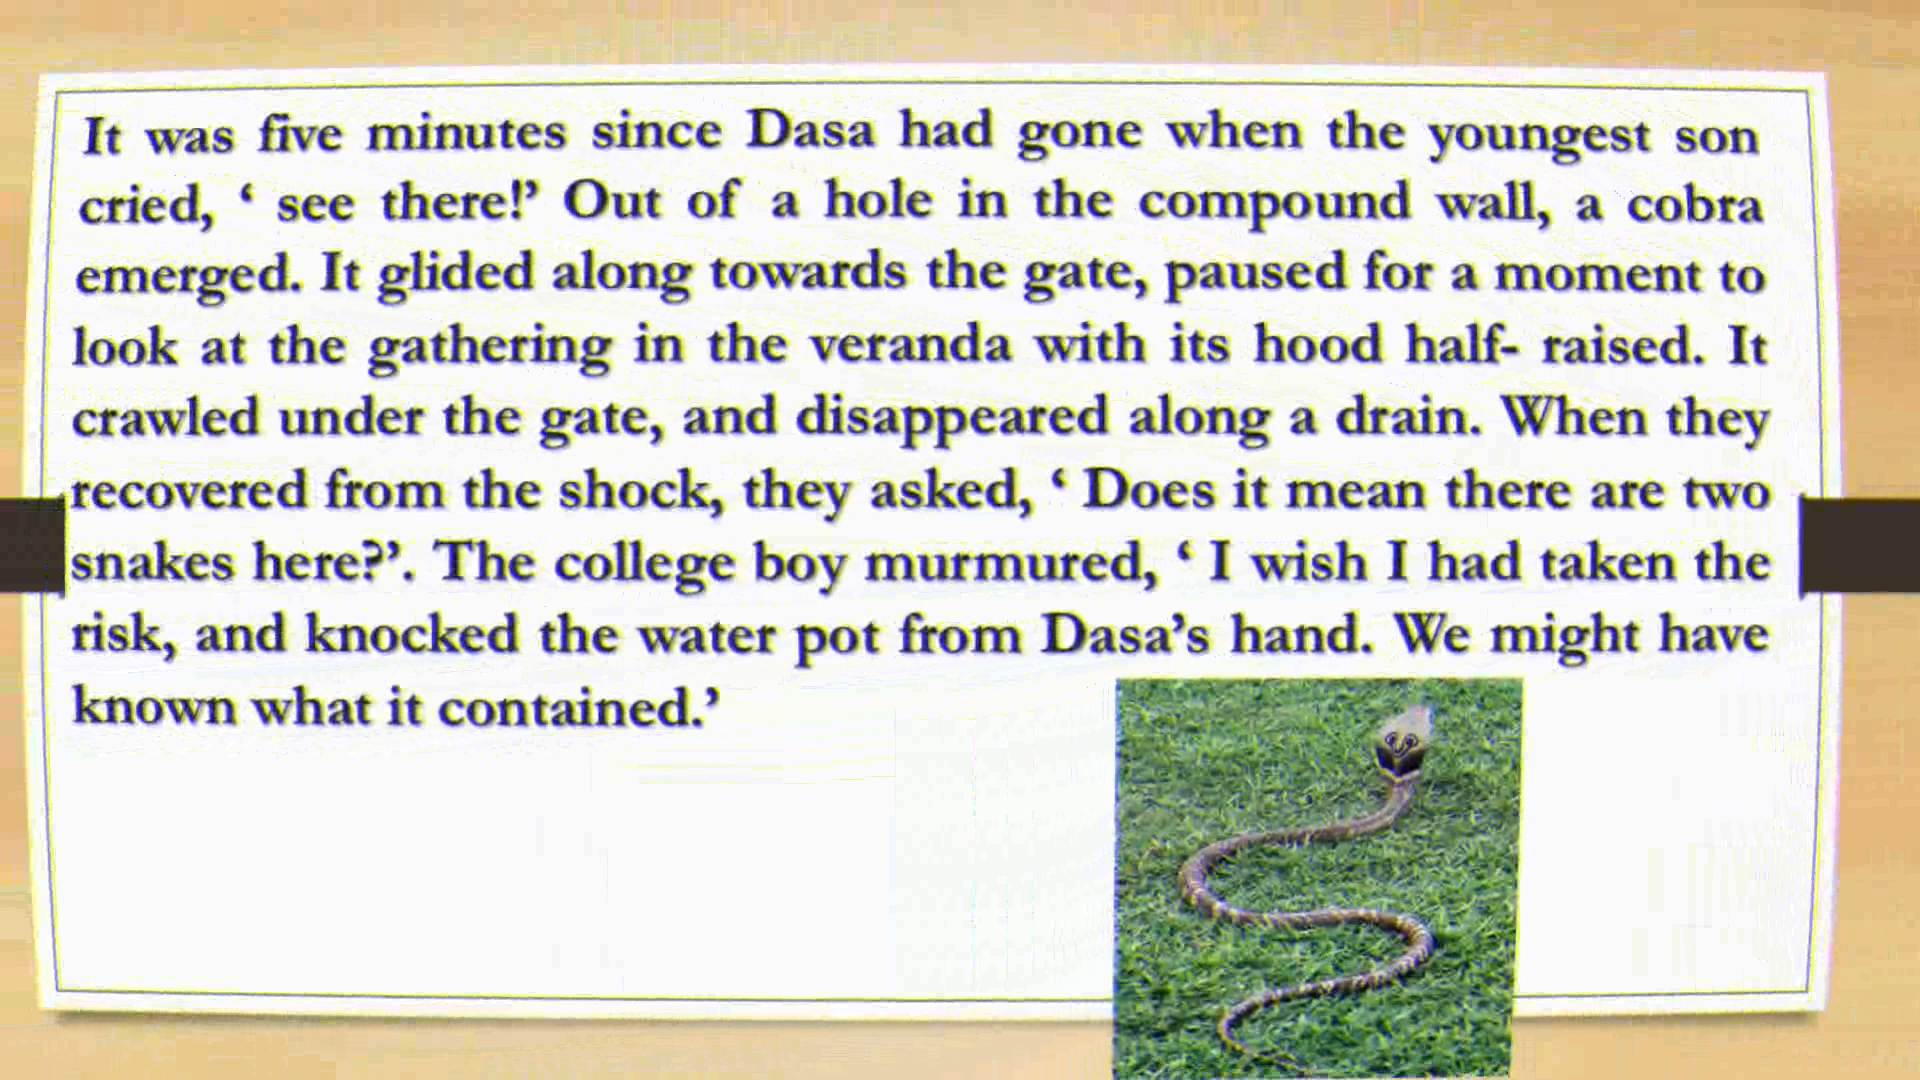 It was five minutes since Dasa had gone when the youngest son
cried, ‘ see there!’ Out of a hole in the compound wall, a cobra
emerged. It glided along towards the gate, paused for a moment to
look at the gathering in the veranda with its hood half- raised. It
crawled under the gate, and disappeared along a drain. When they
recovered from the shock, they asked, ‘ Does it mean there are two
snakes here?’. The college boy murmured, ‘ I wish I had taken the
risk, and knocked the water pot from Dasa’s hand. We might have
known what it contained.’